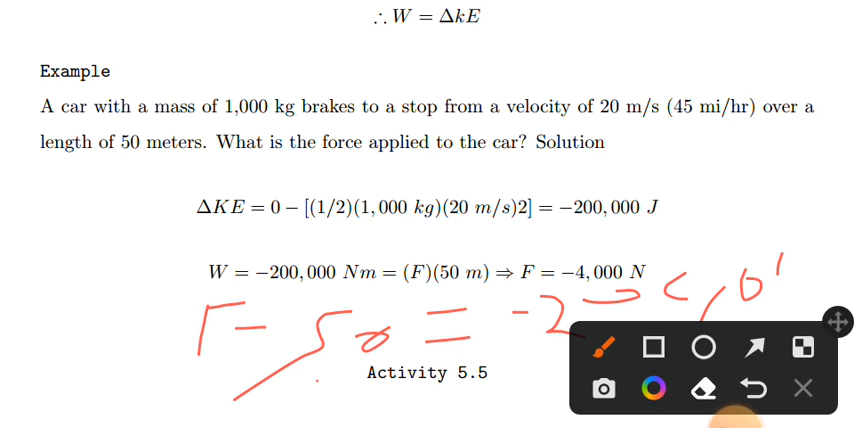 ∴ W = ΔkE
Example
A car with a mass of 1,000 kg brakes to a stop from a velocity of 20 m/s (45 mi/hr) over a
length of 50 meters. What is the force applied to the car? Solution
ΔKE = 0 − [(1/2)(1, 000 kg)(20 m/s)2] = −200, 000 J
W = −200, 000 Nm = (F)(50 m) ⇒ F = −4, 000 N
Activity 5.5